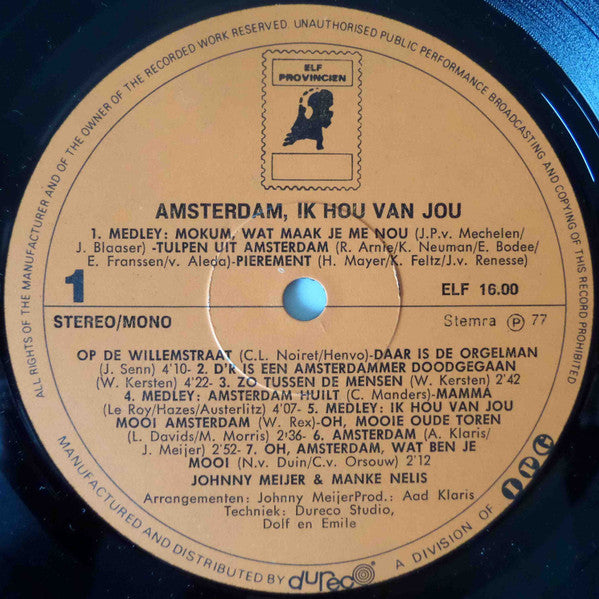 ALL RIGHTS OF THE MANUFACTURER AND OF THE OWNER OF THE RECORDED WORK RESERVED. UNAUTHORISED PUBLIC PERFORMANCE BROADCASTING AND COPYING OF THIS RECORD PROHIBITED
ELF
PROVINCIEN
AMSTERDAM, IK HOU VAN JOU
1. MEDLEY: MOKUM, WAT MAAK JE ME NOU (J.P.v. Mechelen/
J. Blaaser) -TULPEN UIT AMSTERDAM (R. Arnie/K. Neuman/E. Bodee/
E. Franssen/v. Aleda)-PIEREMENT (H. Mayer/K. Feltz/J.v. Renesse)
1
ELF 16.00
STEREO/MONO
Stemra ℗ 77
OP DE WILLEMSTRAAT (C.L. Noiret/Henvo)-DAAR IS DE ORGELMAN
(J. Senn) 4'10- 2. D'R IS EEN AMSTERDAMMER DOODGEGAAN
(W. Kersten) 4'22- 3. ZO TUSSEN DE MENSEN (W. Kersten) 2'42
4. MEDLEY: AMSTERDAM HUILT (C. Manders)-MAMMA
(Le Roy/Hazes/Austerlitz) 4'07- 5. MEDLEY: IK HOU VAN JOU
MOOI AMSTERDAM (W. Rex)-OH, MOOIE OUDE TOREN
(L. Davids/M. Morris) 2'36- 6. AMSTERDAM (A. Klaris/
J. Meijer) 2'52- 7. OH, AMSTERDAM, WAT BEN JE
MOOI (N.v. Duin/C.v. Orsouw) 2'12
JOHNNY MEIJER & MANKE NELIS
Arrangementen: Johnny MeijerProd.: Aad Klaris
Techniek: Dureco Studio,
Dolf en Emile
MANUFACTURED AND DISTRIBUTED BY dureco A DIVISION OF